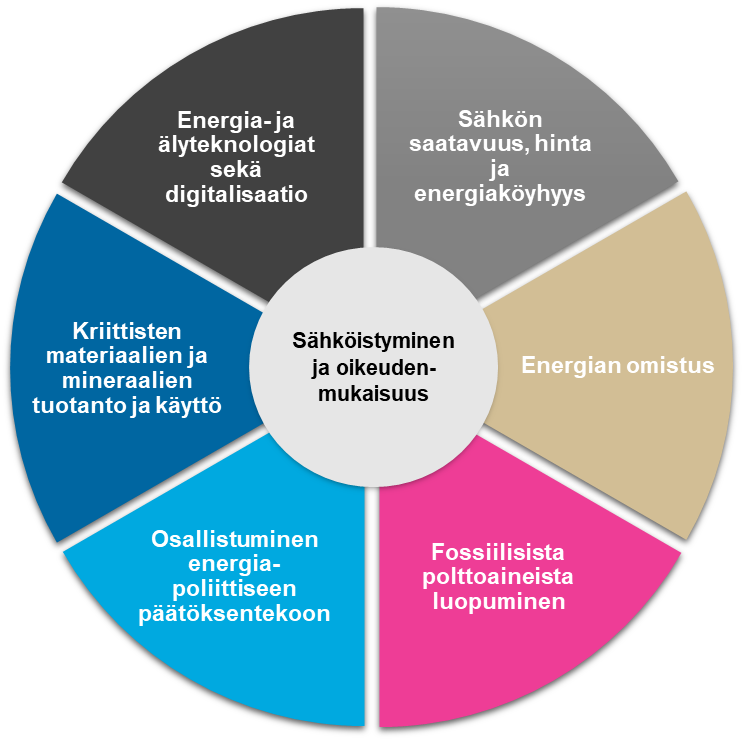 Energia- ja
älyteknologiat
sekä
digitalisaatio
Sähkön
saatavuus, hinta
ja
energiaköyhyys
Kriittisten
materiaalien ja
mineraalien
tuotanto ja käyttö
Sähköistyminen
ja oikeuden-
mukaisuus
Energian omistus
Osallistuminen
energia-
poliittiseen
päätöksentekoon
Fossiilisista
polttoaineista
luopuminen